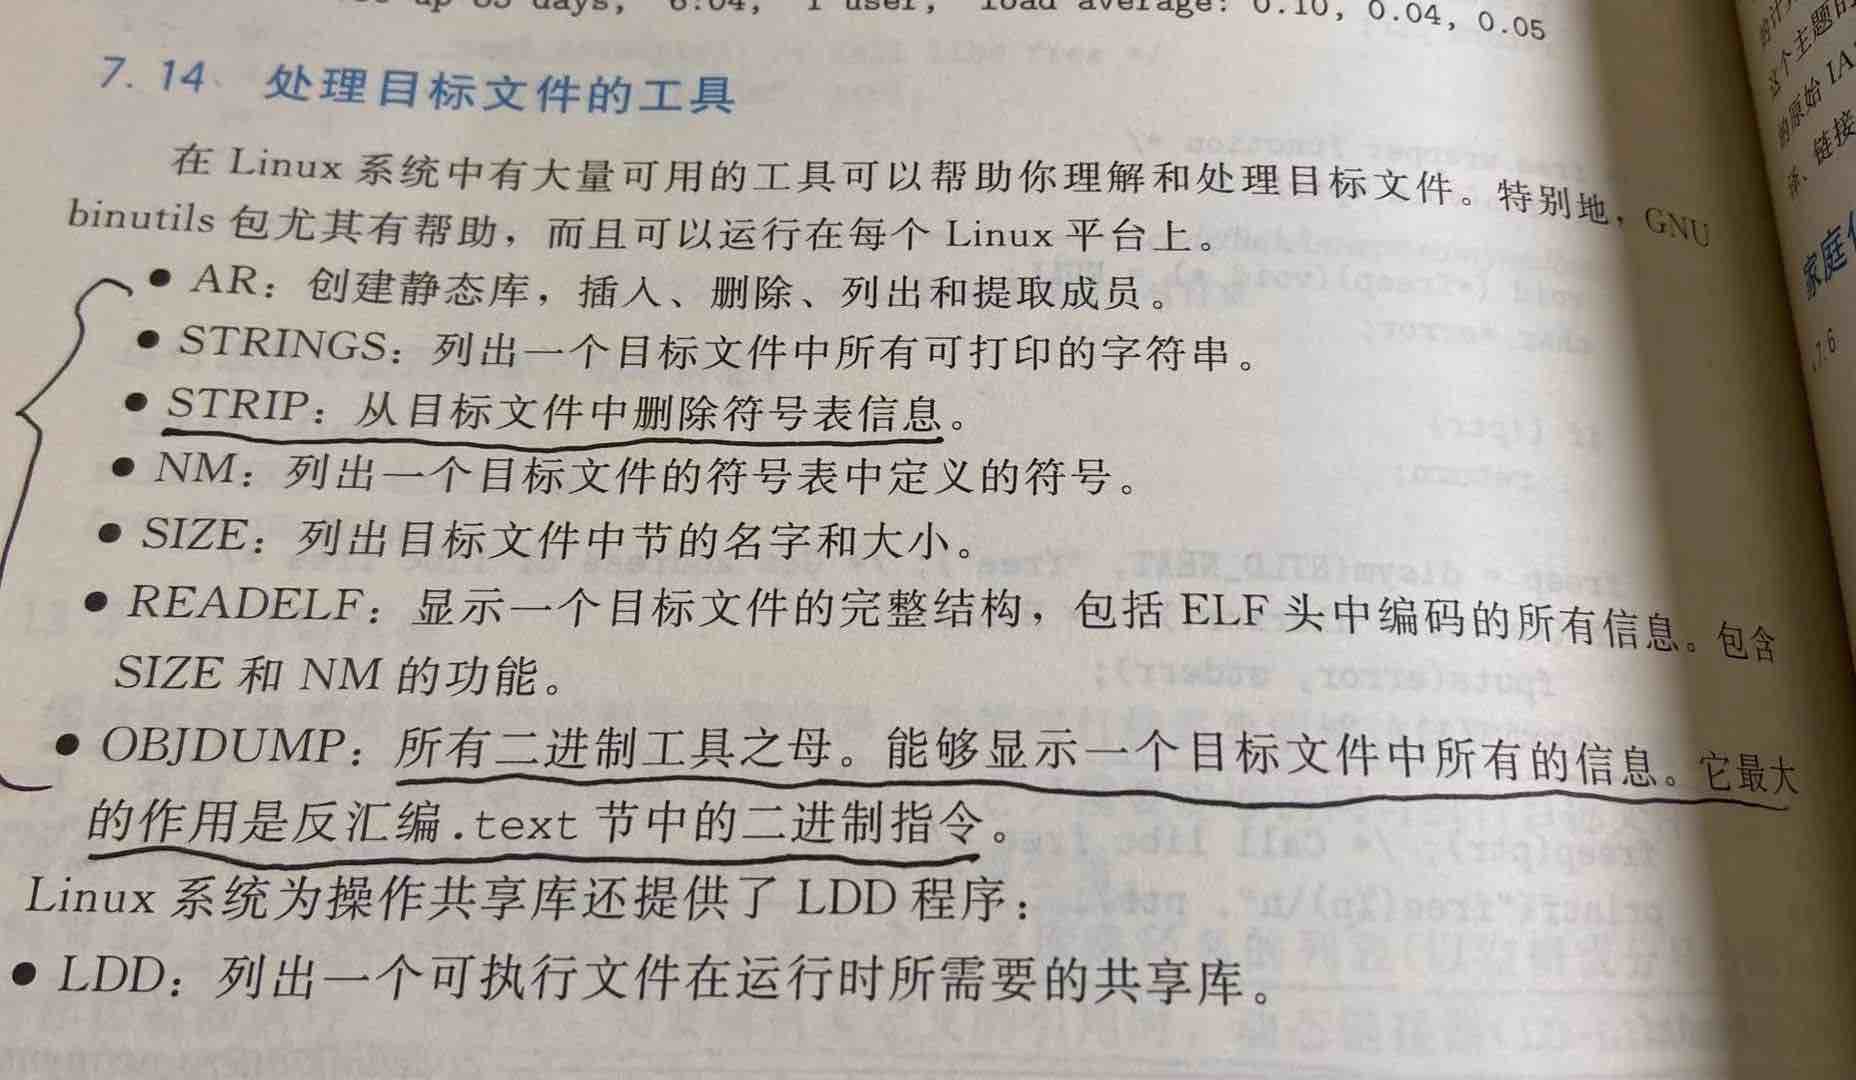 up 85 days, 6:04, 1 user, load average: 0.10, 0.04, 0.05
7.14 处理目标文件的工具
在 Linux 系统中有大量可用的工具可以帮助你理解和处理目标文件。特别地，GNU
binutils 包尤其有帮助，而且可以运行在每个 Linux 平台上。
● AR：创建静态库，插入、删除、列出和提取成员。
● STRINGS：列出一个目标文件中所有可打印的字符串。
● STRIP：从目标文件中删除符号表信息。
● NM：列出一个目标文件的符号表中定义的符号。
● SIZE：列出目标文件中节的名字和大小。
● READELF：显示一个目标文件的完整结构，包括 ELF 头中编码的所有信息。包含
SIZE 和 NM 的功能。
● OBJDUMP：所有二进制工具之母。能够显示一个目标文件中所有的信息。它最大
的作用是反汇编.text 节中的二进制指令。
Linux 系统为操作共享库还提供了 LDD 程序：
● LDD：列出一个可执行文件在运行时所需要的共享库。
的计
这个主题的
的原始 IA
译、链接
家庭作
7.6